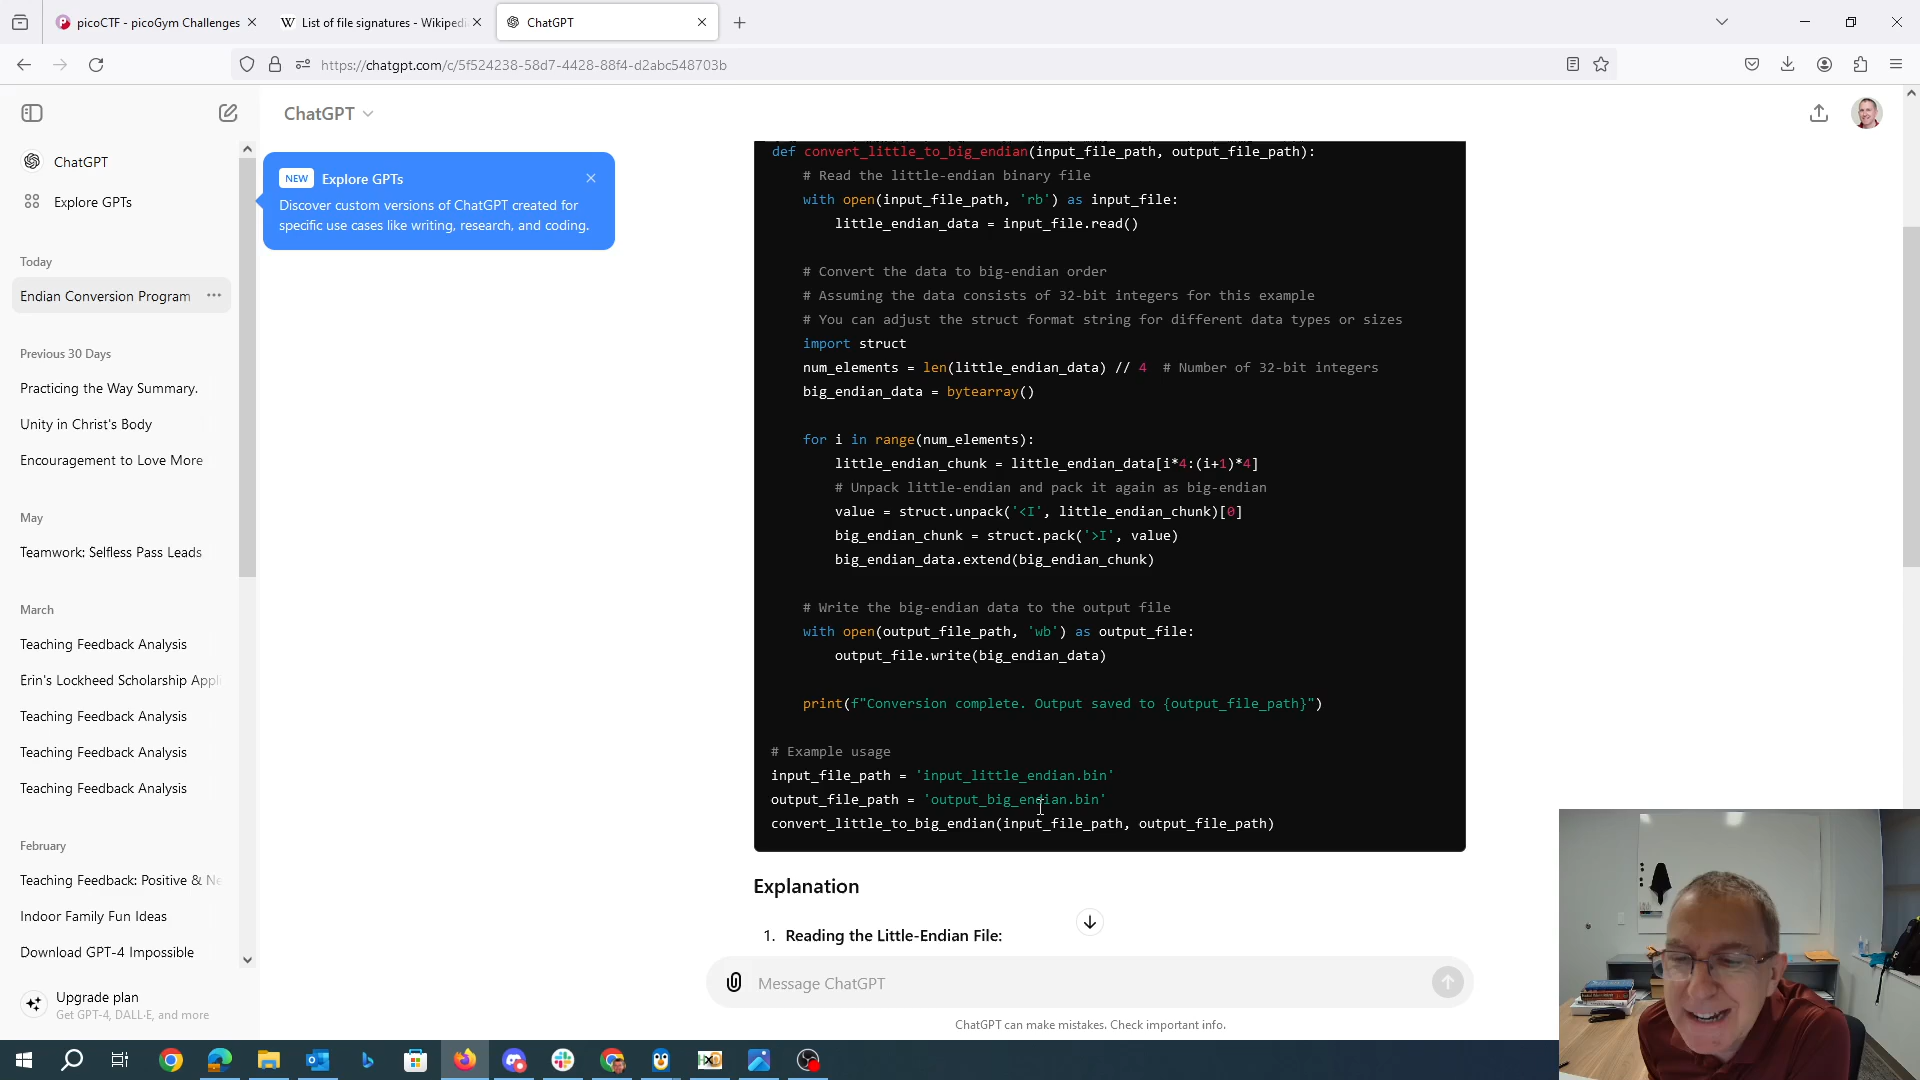 picoCTF - picoGym Challenges
List of file signatures - Wikipedi
ChatGPT
https://chatgpt.com/c/5f524238-58d7-4428-88f4-d2abc548703b
ChatGPT
ChatGPT
Explore GPTs
NEW Explore GPTs
Discover custom versions of ChatGPT created for
specific use cases like writing, research, and coding.
Today
Endian Conversion Program
Previous 30 Days
Practicing the Way Summary.
Unity in Christ's Body
Encouragement to Love More
May
Teamwork: Selfless Pass Leads
March
Teaching Feedback Analysis
Erin's Lockheed Scholarship Appli
Teaching Feedback Analysis
Teaching Feedback Analysis
Teaching Feedback Analysis
February
Teaching Feedback: Positive & Ne
Indoor Family Fun Ideas
Download GPT-4 Impossible
Upgrade plan
Get GPT-4, DALL·E, and more
def convert_little_to_big_endian(input_file_path, output_file_path):
# Read the little-endian binary file
with open(input_file_path, 'rb') as input_file:
little_endian_data = input_file.read()
# Convert the data to big-endian order
# Assuming the data consists of 32-bit integers for this example
# You can adjust the struct format string for different data types or sizes
import struct
num_elements = len(little_endian_data) // 4  # Number of 32-bit integers
big_endian_data = bytearray()
for i in range(num_elements):
little_endian_chunk = little_endian_data[i*4:(i+1)*4]
# Unpack little-endian and pack it again as big-endian
value = struct.unpack('<I', little_endian_chunk)[0]
big_endian_chunk = struct.pack('>I', value)
big_endian_data.extend(big_endian_chunk)
# Write the big-endian data to the output file
with open(output_file_path, 'wb') as output_file:
output_file.write(big_endian_data)
print(f"Conversion complete. Output saved to {output_file_path}")
# Example usage
input_file_path = 'input_little_endian.bin'
output_file_path = 'output_big_endian.bin'
convert_little_to_big_endian(input_file_path, output_file_path)
Explanation
1. Reading the Little-Endian File:
Message ChatGPT
ChatGPT can make mistakes. Check important info.